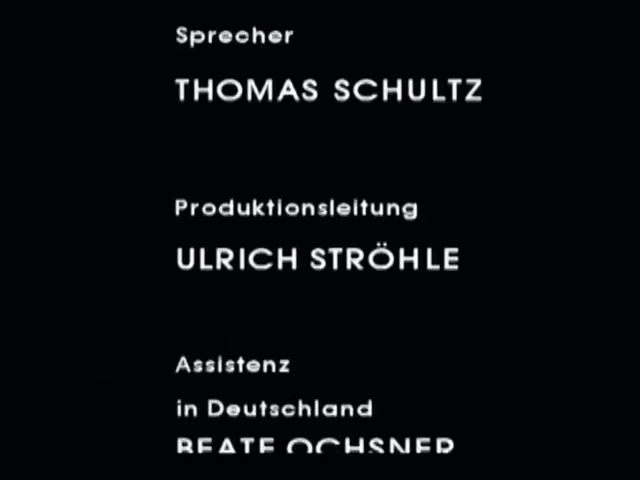 Sprecher
THOMAS SCHULTZ
Produktionsleitung
ULRICH STRÖHLE
Assistenz
in Deutschland
BEATE OCHSNER